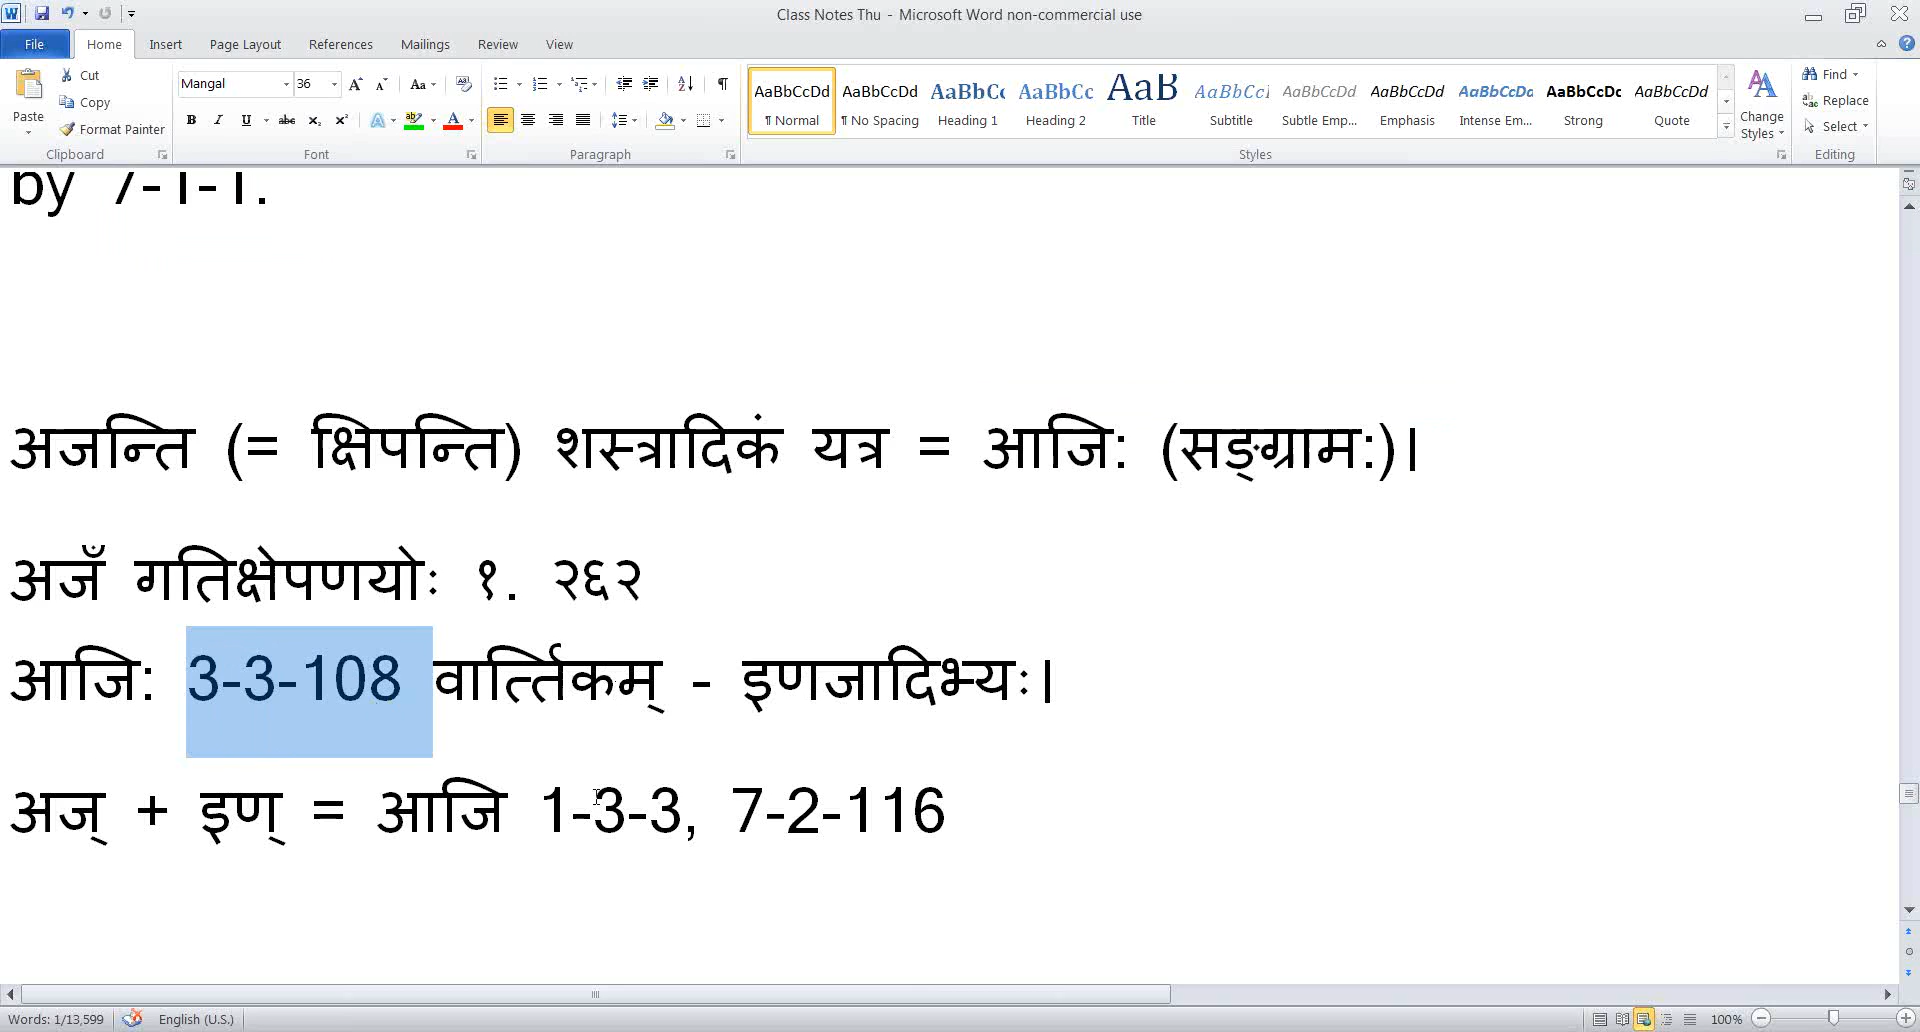 Class Notes Thu - Microsoft Word non-commercial use
File Home Insert Page Layout References Mailings Review View
Cut
Copy
Format Painter
Paste
Clipboard
Mangal 36
Font
Paragraph
AaBbCcDd AaBbCcDd AaBbCc AaBbCc AaB AaBbCcI AaBbCcDd AaBbCcDd AaBbCcDd AaBbCcDc AaBbCcDd
¶ Normal ¶ No Spacing Heading 1 Heading 2 Title Subtitle Subtle Emp... Emphasis Intense Em... Strong Quote
Change Styles
Styles
Find
Replace
Select
Editing
by 7-1-1.
अजन्ति (= क्षिपन्ति) शस्त्रादिकं यत्र = आजि: (सङ्ग्राम:)।
अजँ गतिक्षेपणयोः १. २६२
आजि: 3-3-108 वार्त्तिकम् - इणजादिभ्यः।
अज् + इण् = आजि 1-3-3, 7-2-116
Words: 1/13,599 English (U.S.) 100%